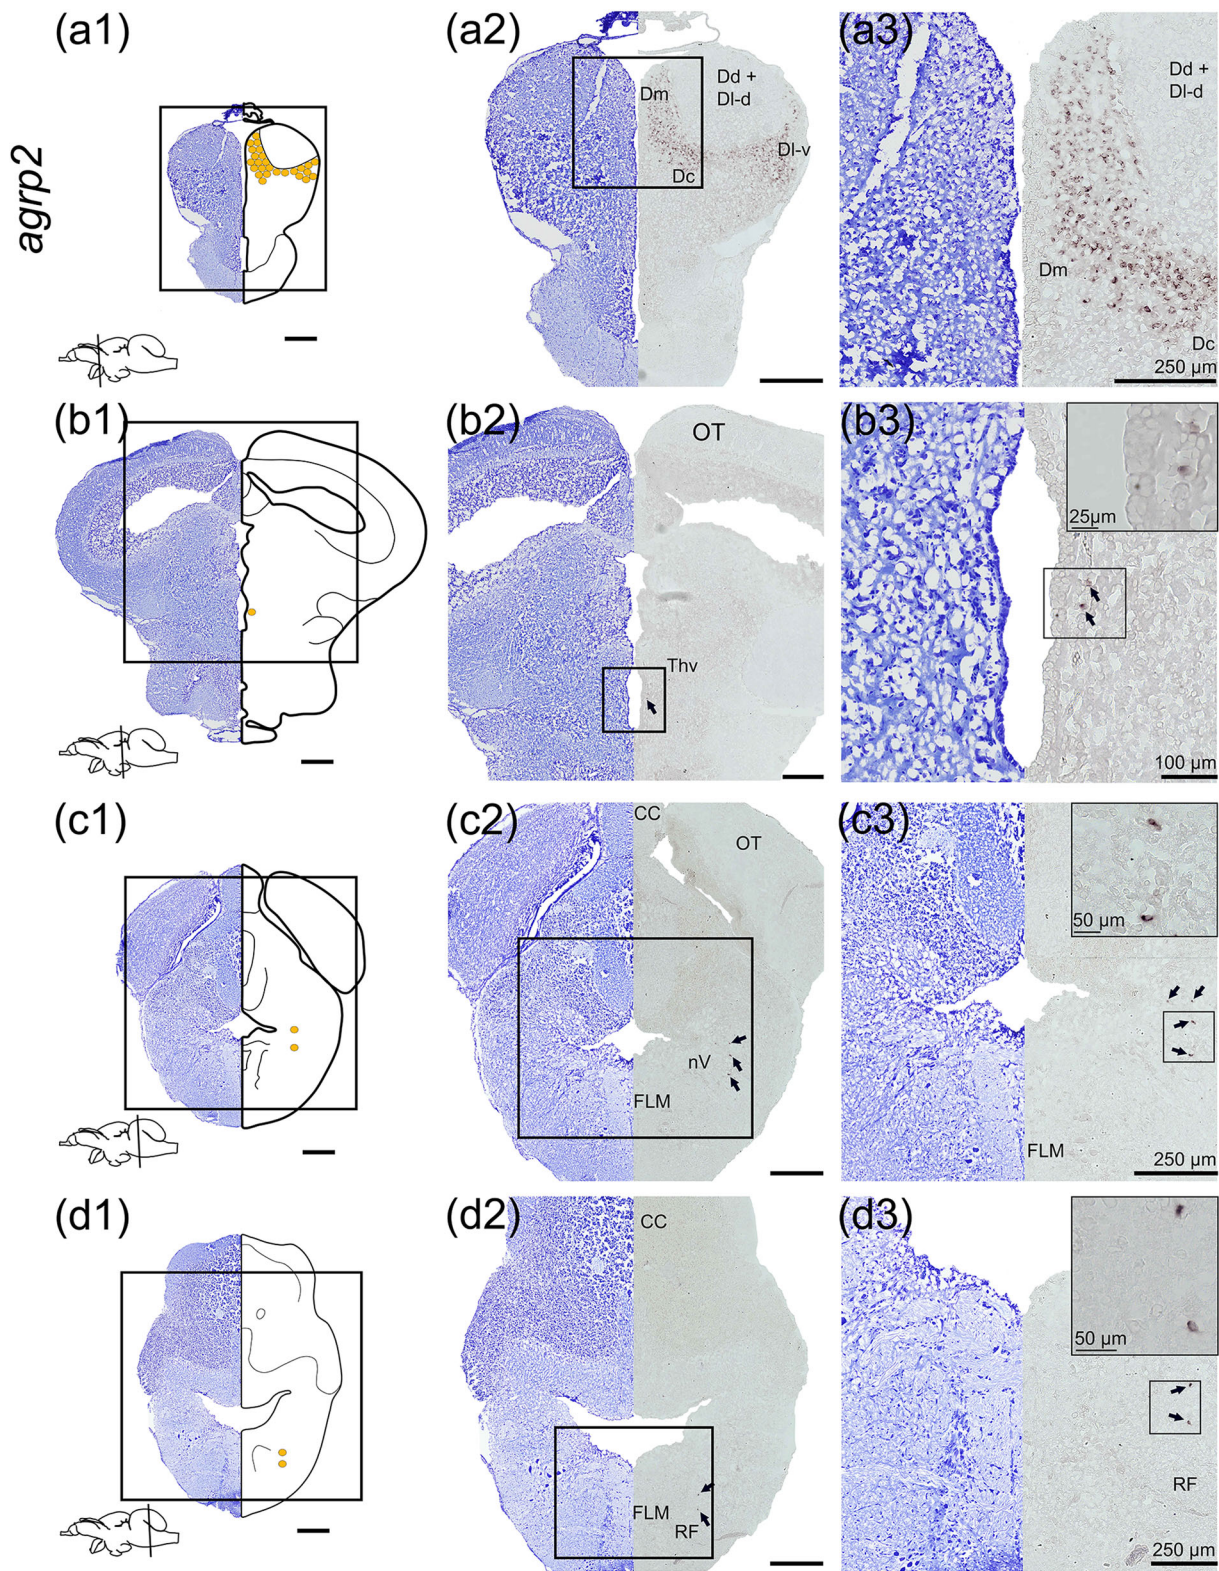 agrp2
(a1)
(a2)
Dm
Dd +
Dl-d
Dl-v
Dc
(a3)
Dd +
Dl-d
Dm
Dc
250 µm
(b1)
(b2)
OT
Thv
(b3)
25µm
100 µm
(c1)
(c2)
CC
OT
nV
FLM
(c3)
50 µm
FLM
250 µm
(d1)
(d2)
CC
FLM
RF
(d3)
50 µm
RF
250 µm